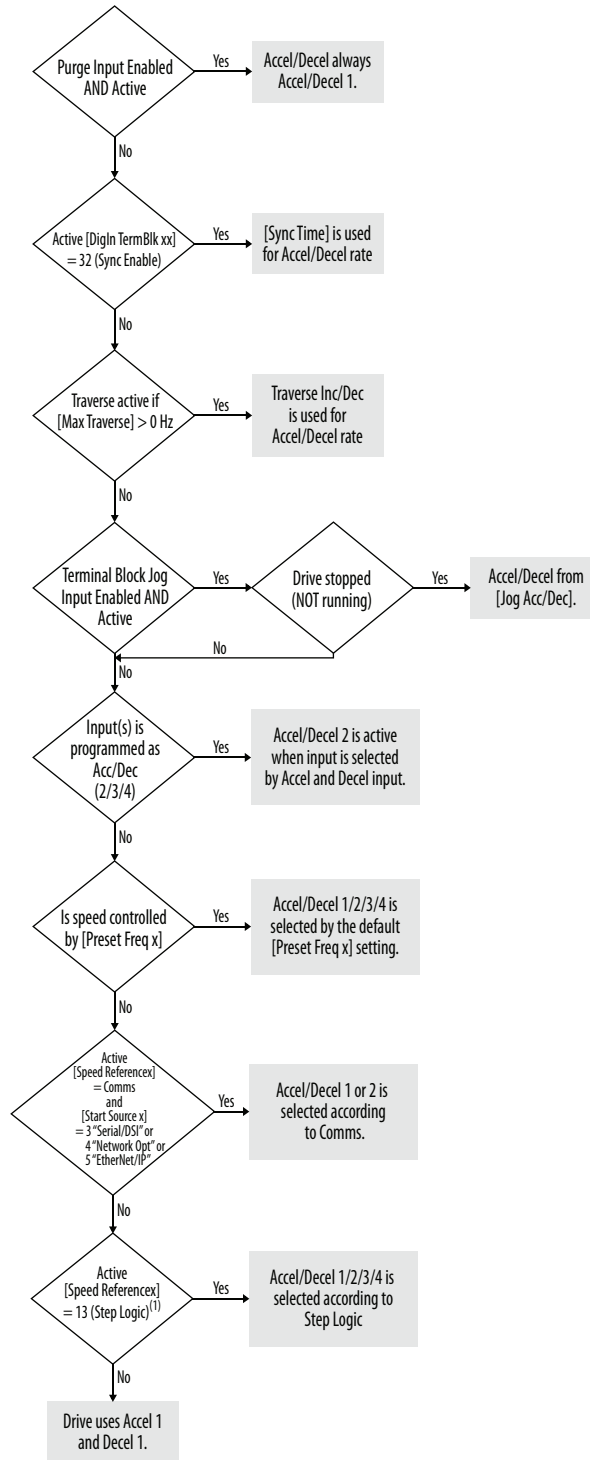 Purge Input Enabled
AND Active
Yes
Accel/Decel always
Accel/Decel 1.
No
Active [DigIn TermBlk xx]
= 32 (Sync Enable)
Yes
[Sync Time] is used
for Accel/Decel rate
No
Traverse active if
[Max Traverse] > 0 Hz
Yes
Traverse Inc/Dec
is used for
Accel/Decel rate
No
Terminal Block Jog
Input Enabled AND
Active
Yes
Drive stopped
(NOT running)
Yes
Accel/Decel from
[Jog Acc/Dec].
No
No
Input(s) is
programmed as
Acc/Dec
(2/3/4)
Yes
Accel/Decel 2 is active
when input is selected
by Accel and Decel input.
No
Is speed controlled
by [Preset Freq x]
Yes
Accel/Decel 1/2/3/4 is
selected by the default
[Preset Freq x] setting.
No
Active
[Speed Referencex]
= Comms
and
[Start Source x]
= 3 “Serial/DSI” or
4 “Network Opt” or
5 “EtherNet/IP”
Yes
Accel/Decel 1 or 2 is
selected according
to Comms.
No
Active
[Speed Referencex]
= 13 (Step Logic)(1)
Yes
Accel/Decel 1/2/3/4 is
selected according to
Step Logic
No
Drive uses Accel 1
and Decel 1.